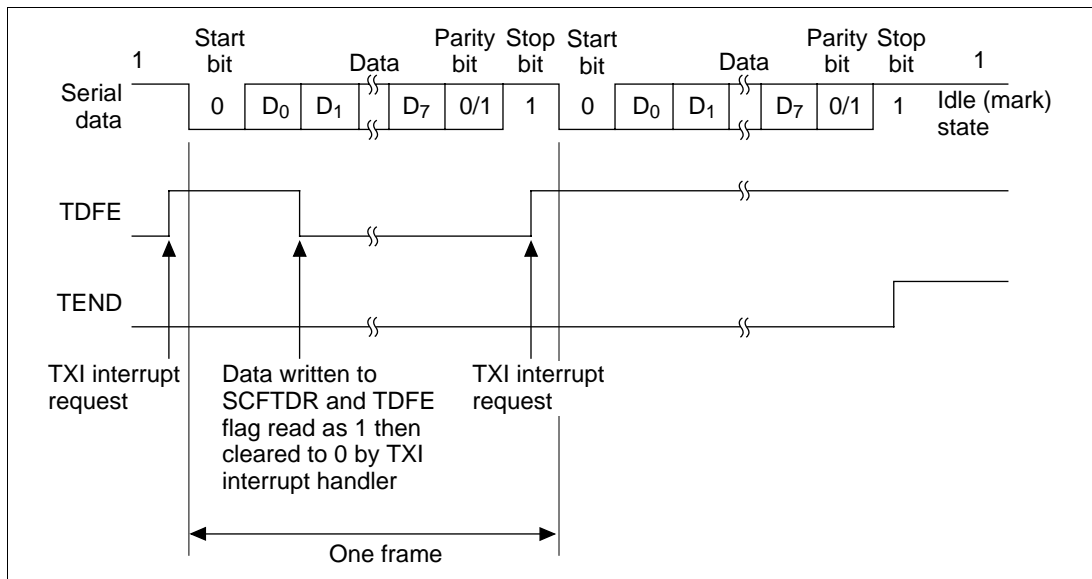 Start bit Data Parity bit Stop bit Start bit Data Parity bit Stop bit
1 1
Serial data
0 D0 D1 D7 0/1 1 0 D0 D1 D7 0/1 1
Idle (mark) state
TDFE
TEND
TXI interrupt
request
Data written to
SCFTDR and TDFE
flag read as 1 then
cleared to 0 by TXI
interrupt handler
TXI interrupt
request
One frame